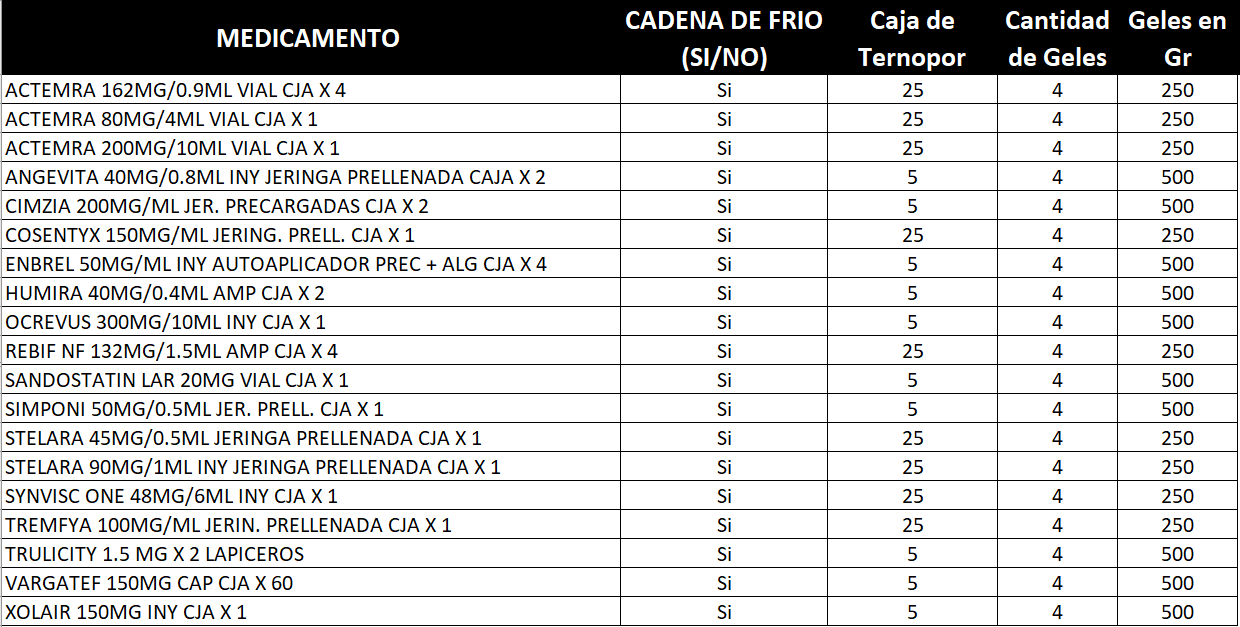 MEDICAMENTO CADENA DE FRIO (SI/NO) Caja de Ternopor Cantidad de Geles Geles en Gr
ACTEMRA 162MG/0.9ML VIAL CJA X 4 Si 25 4 250
ACTEMRA 80MG/4ML VIAL CJA X 1 Si 25 4 250
ACTEMRA 200MG/10ML VIAL CJA X 1 Si 25 4 250
ANGEVITA 40MG/0.8ML INY JERINGA PRELLENADA CAJA X 2 Si 5 4 500
CIMZIA 200MG/ML JER. PRECARGADAS CJA X 2 Si 5 4 500
COSENTYX 150MG/ML JERING. PRELL. CJA X 1 Si 25 4 250
ENBREL 50MG/ML INY AUTOAPLICADOR PREC + ALG CJA X 4 Si 5 4 500
HUMIRA 40MG/0.4ML AMP CJA X 2 Si 5 4 500
OCREVUS 300MG/10ML INY CJA X 1 Si 5 4 500
REBIF NF 132MG/1.5ML AMP CJA X 4 Si 25 4 250
SANDOSTATIN LAR 20MG VIAL CJA X 1 Si 5 4 500
SIMPONI 50MG/0.5ML JER. PRELL. CJA X 1 Si 5 4 500
STELARA 45MG/0.5ML JERINGA PRELLENADA CJA X 1 Si 25 4 250
STELARA 90MG/1ML INY JERINGA PRELLENADA CJA X 1 Si 25 4 250
SYNVISC ONE 48MG/6ML INY CJA X 1 Si 25 4 250
TREMFYA 100MG/ML JERIN. PRELLENADA CJA X 1 Si 25 4 250
TRULICITY 1.5 MG X 2 LAPICEROS Si 5 4 500
VARGATEF 150MG CAP CJA X 60 Si 5 4 500
XOLAIR 150MG INY CJA X 1 Si 5 4 500